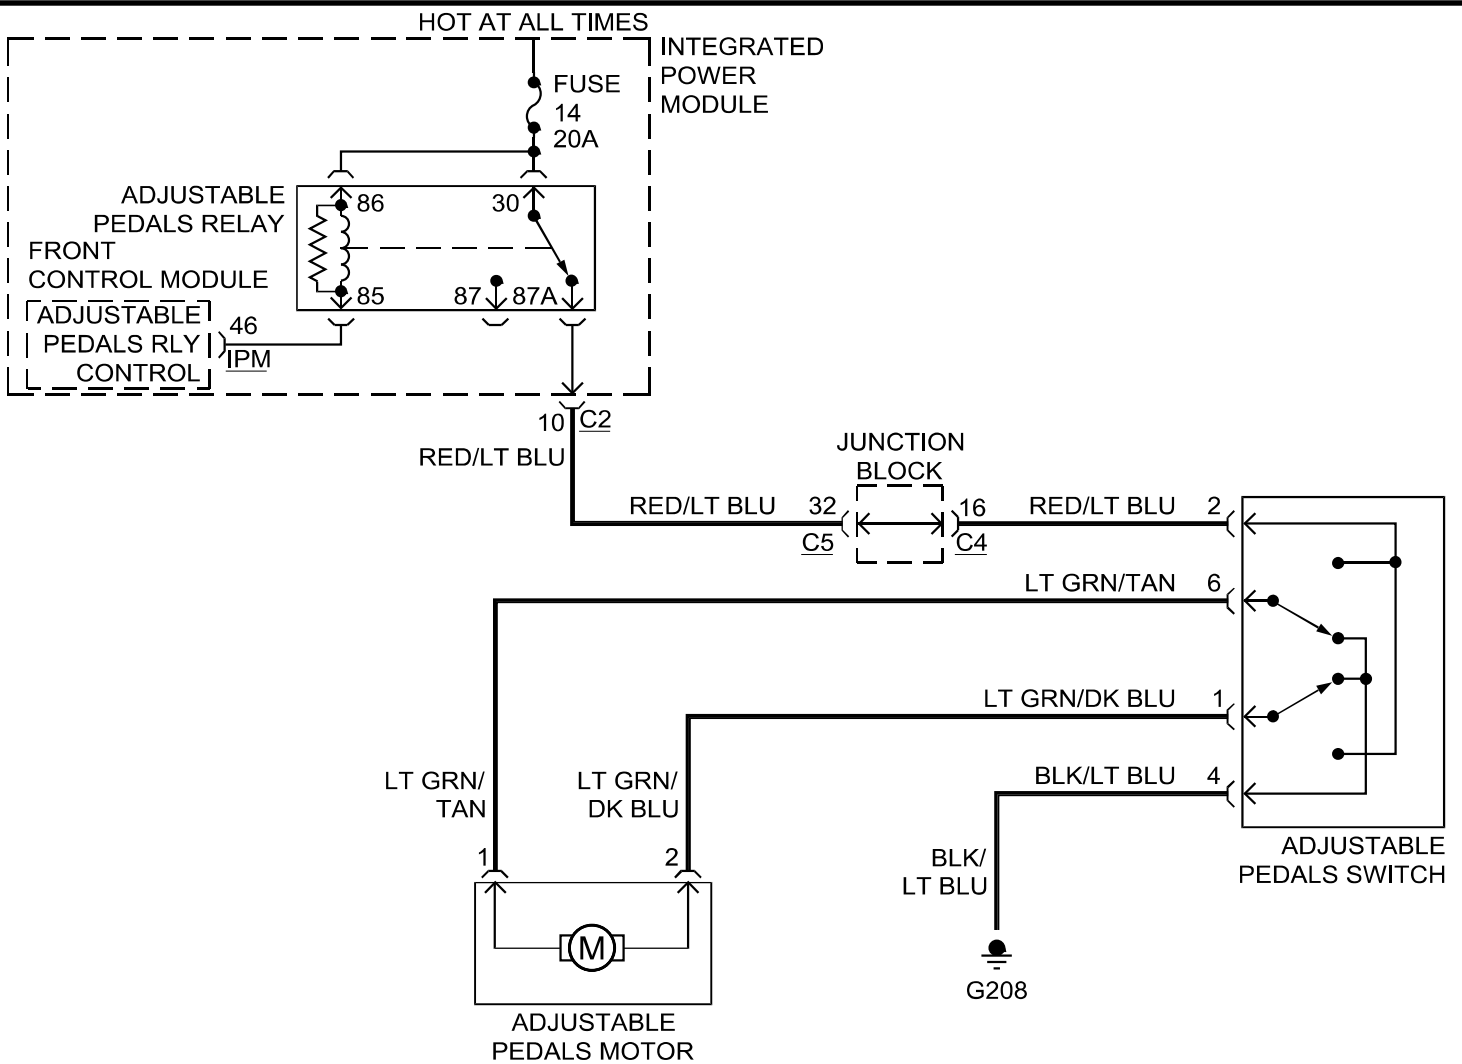 HOT AT ALL TIMES
INTEGRATED
POWER
MODULE
FUSE
14
20A
ADJUSTABLE
PEDALS RELAY
86
30
FRONT
CONTROL MODULE
85
87
87A
ADJUSTABLE
PEDALS RLY
CONTROL
46
IPM
10
C2
RED/LT BLU
JUNCTION
BLOCK
RED/LT BLU
32
16
RED/LT BLU
2
C5
C4
LT GRN/TAN
6
LT GRN/DK BLU
1
LT GRN/
TAN
LT GRN/
DK BLU
BLK/LT BLU
4
1
2
BLK/
LT BLU
ADJUSTABLE
PEDALS SWITCH
M
G208
ADJUSTABLE
PEDALS MOTOR